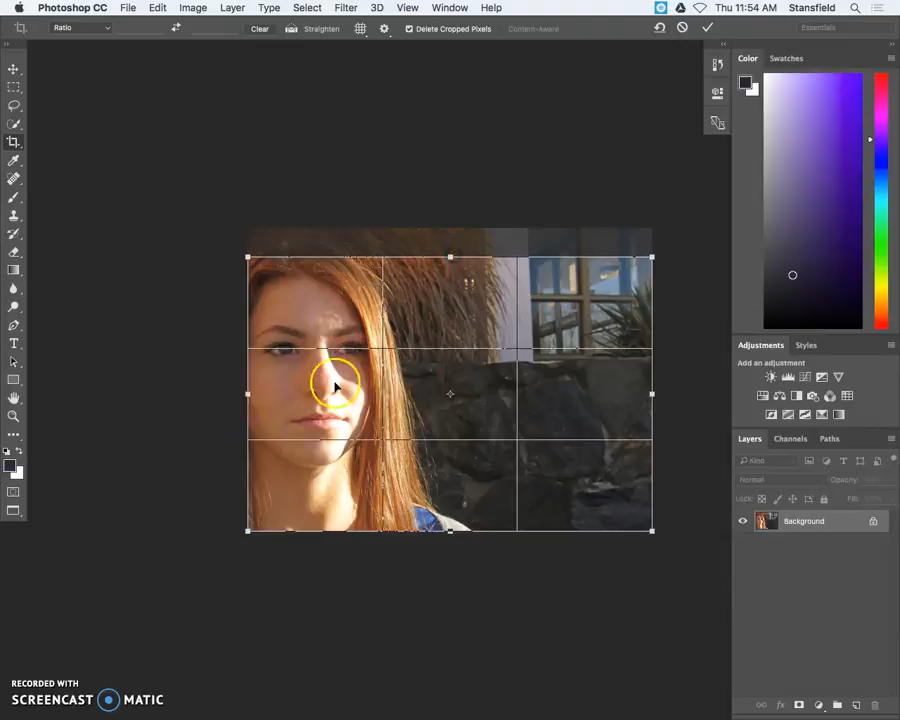 Photoshop CC File Edit Image Layer Type Select Filter 3D View Window Help Thu 11:54 AM Stansfield
Ratio Clear Straighten Delete Cropped Pixels Content-Aware Essentials
Color Swatches
Adjustments Styles
Add an adjustment
Layers Channels Paths
Kind
Normal Opacity:
Lock: Fill:
Background
fx
RECORDED WITH
SCREENCAST MATIC